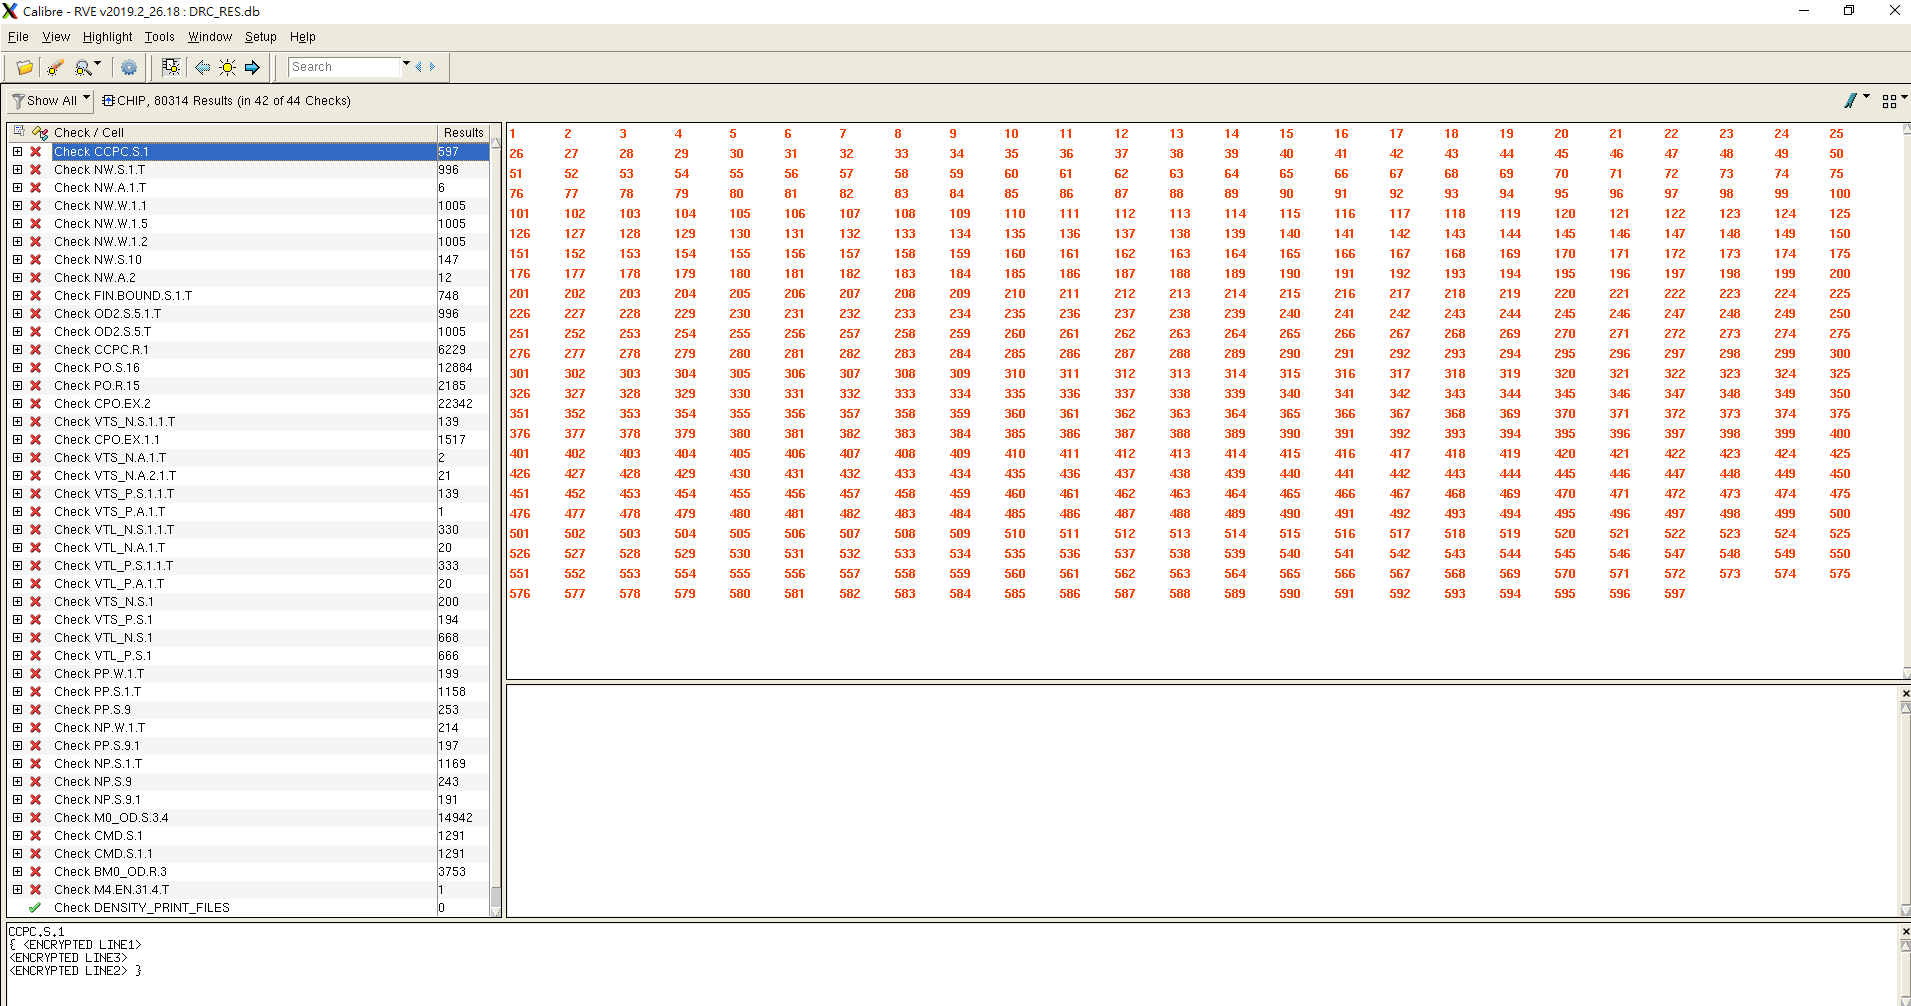 Calibre - RVE v2019.2_26.18 : DRC_RES.db
File View Highlight Tools Window Setup Help
Search
Show All CHIP, 80314 Results (in 42 of 44 Checks)
Check / Cell Results
Check CCPC.S.1 597
Check NW.S.1.T 996
Check NW.A.1.T 6
Check NW.W.1.1 1005
Check NW.W.1.5 1005
Check NW.W.1.2 1005
Check NW.S.10 147
Check NW.A.2 12
Check FIN.BOUND.S.1.T 748
Check OD2.S.5.1.T 996
Check OD2.S.5.T 1005
Check CCPC.R.1 6229
Check PO.S.16 12884
Check PO.R.15 2185
Check CPO.EX.2 22342
Check VTS_N.S.1.1.T 139
Check CPO.EX.1.1 1517
Check VTS_N.A.1.T 2
Check VTS_N.A.2.1.T 21
Check VTS_P.S.1.1.T 139
Check VTS_P.A.1.T 1
Check VTL_N.S.1.1.T 330
Check VTL_N.A.1.T 20
Check VTL_P.S.1.1.T 333
Check VTL_P.A.1.T 20
Check VTS_N.S.1 200
Check VTS_P.S.1 194
Check VTL_N.S.1 668
Check VTL_P.S.1 666
Check PP.W.1.T 199
Check PP.S.1.T 1158
Check PP.S.9 253
Check NP.W.1.T 214
Check PP.S.9.1 197
Check NP.S.1.T 1169
Check NP.S.9 243
Check NP.S.9.1 191
Check M0_OD.S.3.4 14942
Check CMD.S.1 1291
Check CMD.S.1.1 1291
Check BM0_OD.R.3 3753
Check M4.EN.31.4.T 1
Check DENSITY_PRINT_FILES 0
1 2 3 4 5 6 7 8 9 10 11 12 13 14 15 16 17 18 19 20 21 22 23 24 25
26 27 28 29 30 31 32 33 34 35 36 37 38 39 40 41 42 43 44 45 46 47 48 49 50
51 52 53 54 55 56 57 58 59 60 61 62 63 64 65 66 67 68 69 70 71 72 73 74 75
76 77 78 79 80 81 82 83 84 85 86 87 88 89 90 91 92 93 94 95 96 97 98 99 100
101 102 103 104 105 106 107 108 109 110 111 112 113 114 115 116 117 118 119 120 121 122 123 124 125
126 127 128 129 130 131 132 133 134 135 136 137 138 139 140 141 142 143 144 145 146 147 148 149 150
151 152 153 154 155 156 157 158 159 160 161 162 163 164 165 166 167 168 169 170 171 172 173 174 175
176 177 178 179 180 181 182 183 184 185 186 187 188 189 190 191 192 193 194 195 196 197 198 199 200
201 202 203 204 205 206 207 208 209 210 211 212 213 214 215 216 217 218 219 220 221 222 223 224 225
226 227 228 229 230 231 232 233 234 235 236 237 238 239 240 241 242 243 244 245 246 247 248 249 250
251 252 253 254 255 256 257 258 259 260 261 262 263 264 265 266 267 268 269 270 271 272 273 274 275
276 277 278 279 280 281 282 283 284 285 286 287 288 289 290 291 292 293 294 295 296 297 298 299 300
301 302 303 304 305 306 307 308 309 310 311 312 313 314 315 316 317 318 319 320 321 322 323 324 325
326 327 328 329 330 331 332 333 334 335 336 337 338 339 340 341 342 343 344 345 346 347 348 349 350
351 352 353 354 355 356 357 358 359 360 361 362 363 364 365 366 367 368 369 370 371 372 373 374 375
376 377 378 379 380 381 382 383 384 385 386 387 388 389 390 391 392 393 394 395 396 397 398 399 400
401 402 403 404 405 406 407 408 409 410 411 412 413 414 415 416 417 418 419 420 421 422 423 424 425
426 427 428 429 430 431 432 433 434 435 436 437 438 439 440 441 442 443 444 445 446 447 448 449 450
451 452 453 454 455 456 457 458 459 460 461 462 463 464 465 466 467 468 469 470 471 472 473 474 475
476 477 478 479 480 481 482 483 484 485 486 487 488 489 490 491 492 493 494 495 496 497 498 499 500
501 502 503 504 505 506 507 508 509 510 511 512 513 514 515 516 517 518 519 520 521 522 523 524 525
526 527 528 529 530 531 532 533 534 535 536 537 538 539 540 541 542 543 544 545 546 547 548 549 550
551 552 553 554 555 556 557 558 559 560 561 562 563 564 565 566 567 568 569 570 571 572 573 574 575
576 577 578 579 580 581 582 583 584 585 586 587 588 589 590 591 592 593 594 595 596 597
CCPC.S.1
{ <ENCRYPTED LINE1>
<ENCRYPTED LINE3>
<ENCRYPTED LINE2> }